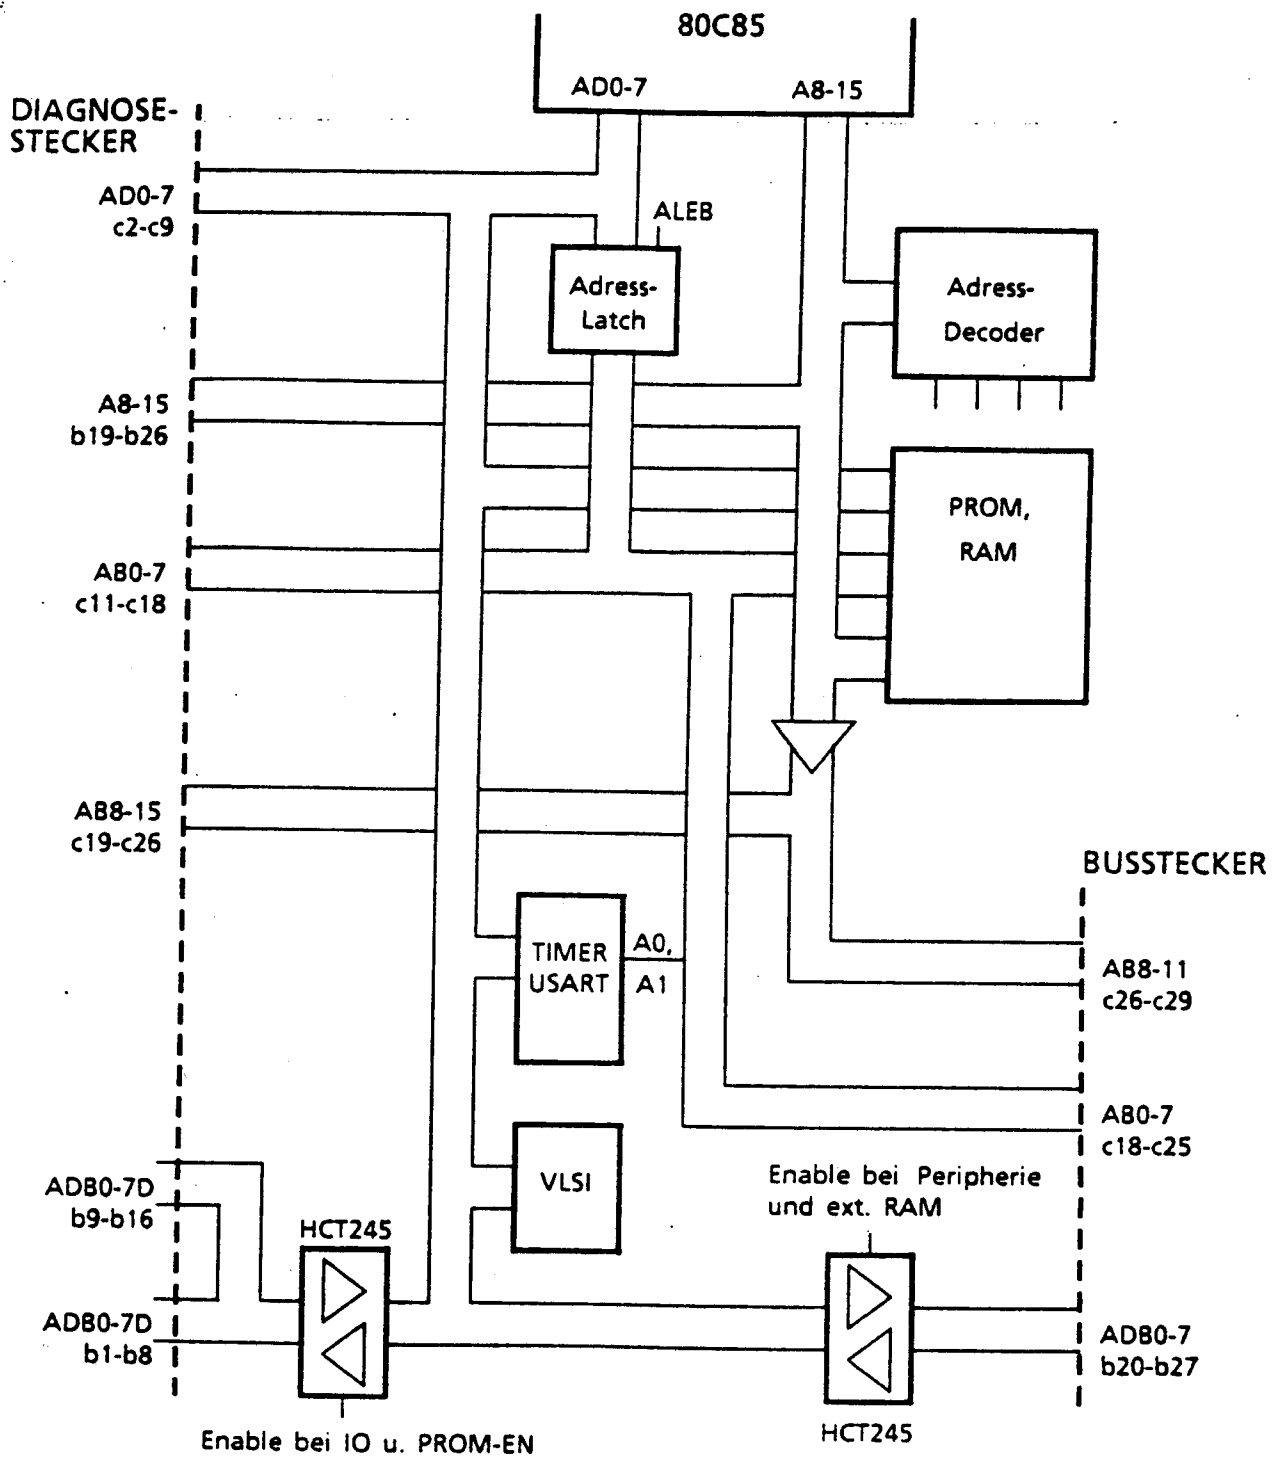 80C85
AD0-7
A8-15
DIAGNOSE-
STECKER
AD0-7
c2-c9
ALEB
Adress-
Latch
Adress-
Decoder
A8-15
b19-b26
PROM,
RAM
AB0-7
c11-c18
AB8-15
c19-c26
BUSSTECKER
TIMER
USART
A0,
A1
AB8-11
c26-c29
AB0-7
c18-c25
VLSI
Enable bei Peripherie
und ext. RAM
ADB0-7D
b9-b16
HCT245
ADB0-7D
b1-b8
ADB0-7
b20-b27
HCT245
Enable bei IO u. PROM-EN